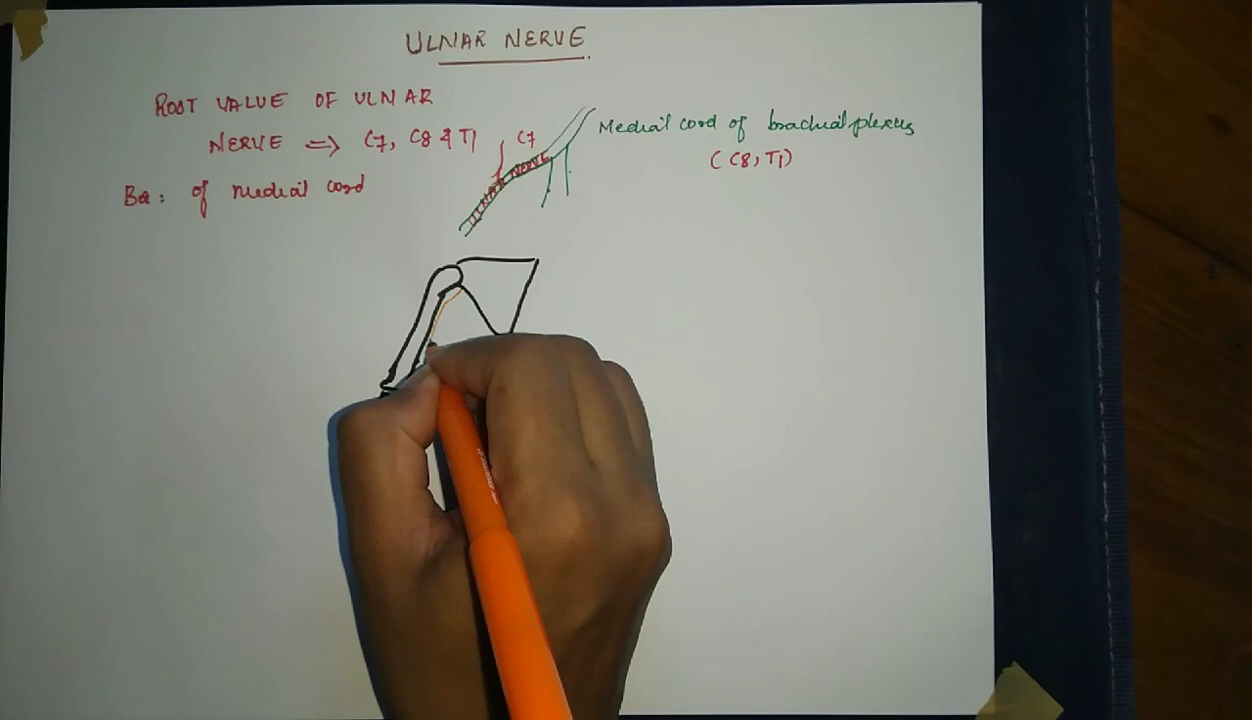 ULNAR NERVE
ROOT VALUE OF ULNAR
NERVE => C7, C8 & T1
Ba: of medial cord
C7
ULNAR NERVE
Medial cord of brachial plexus
(C8, T1)